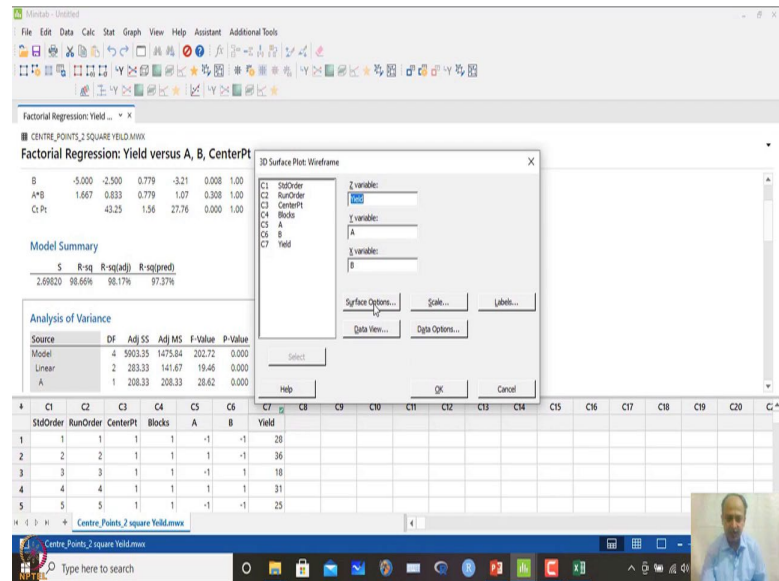 Minitab - Untitled
File Edit Data Calc Stat Graph View Help Assistant Additional Tools
Factorial Regression: Yield ...
CENTRE_POINTS_2 SQUARE YEILD.MWX
Factorial Regression: Yield versus A, B, CenterPt
B -5.000 -2.500 0.779 -3.21 0.008 1.00
A*B 1.667 0.833 0.779 1.07 0.308 1.00
Ct Pt 43.25 1.56 27.76 0.000 1.00
Model Summary
S R-sq R-sq(adj) R-sq(pred)
2.69820 98.66% 98.17% 97.37%
Analysis of Variance
Source DF Adj SS Adj MS F-Value P-Value
Model 4 5903.35 1475.84 202.72 0.000
Linear 2 283.33 141.67 19.46 0.000
A 1 208.33 208.33 28.62 0.000
3D Surface Plot: Wireframe
C1 StdOrder
C2 RunOrder
C3 CenterPt
C4 Blocks
C5 A
C6 B
C7 Yield
Z variable:
Yield
Y variable:
A
X variable:
B
Surface Options... Scale... Labels...
Data View... Data Options...
Select
Help OK Cancel
C1 C2 C3 C4 C5 C6 C7 C8 C9 C10 C11 C12 C13 C14 C15 C16 C17 C18 C19 C20
StdOrder RunOrder CenterPt Blocks A B Yield
1 1 1 1 1 -1 -1 28
2 2 2 1 1 1 -1 36
3 3 3 1 1 -1 1 18
4 4 4 1 1 1 1 31
5 5 5 1 1 -1 -1 25
Centre_Points_2 square Yeild.mwx
Centre_Points_2 square Yeild.mwx
Type here to search
NPTEL